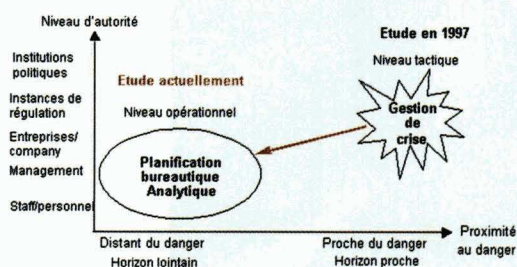 Niveau d'autorité
Etude en 1997
Niveau tactique
Institutions
politiques
Etude actuellement
Instances de
régulation
Niveau opérationnel
Gestion
de
crise
Entreprises/
company
Planification
bureautique
Analytique
Management
Staff/personnel
Distant du danger
Horizon lointain
Proche du danger
Horizon proche
Proximité
au danger